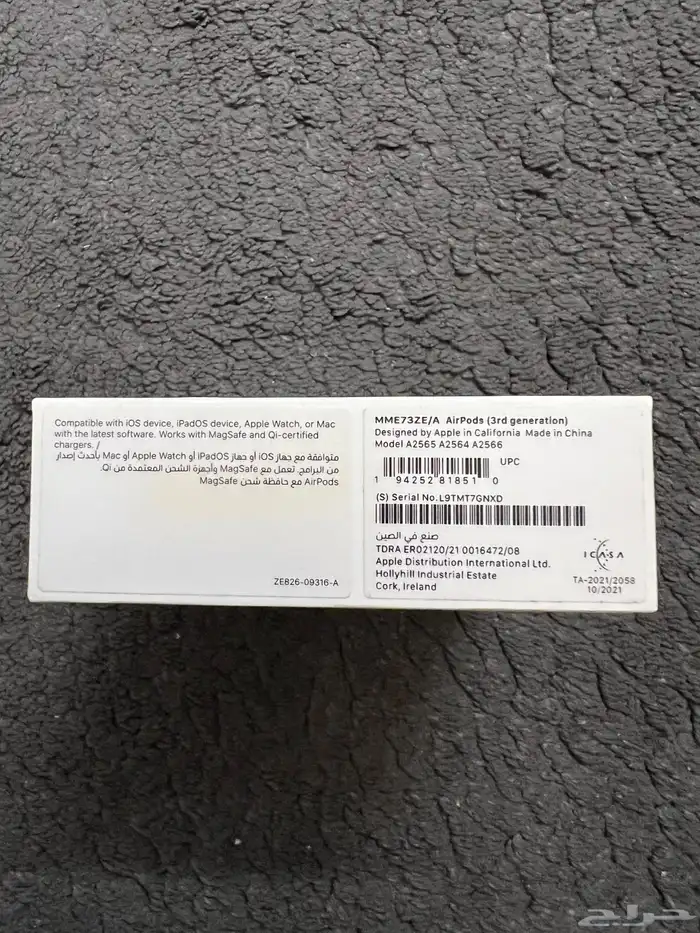 Compatible with iOS device, iPadOS device, Apple Watch, or Mac
with the latest software. Works with MagSafe and Qi-certified
chargers. /
متوافقة مع جهاز iOS أو جهاز iPadOS أو Apple Watch أو Mac بأحدث إصدار
من البرامج. تعمل مع MagSafe وأجهزة الشحن المعتمدة من Qi.
AirPods مع حافظة شحن MagSafe
ZE826-09316-A
MME73ZE/A AirPods (3rd generation)
Designed by Apple in California Made in China
Model A2565 A2564 A2566
UPC
1 94252 81851 0
(S) Serial No. L9TMT7GNXD
صنع في الصين
TDRA ER02120/21 0016472/08
Apple Distribution International Ltd.
Hollyhill Industrial Estate
Cork, Ireland
ICASA
TA-2021/2058
10/2021
حراج